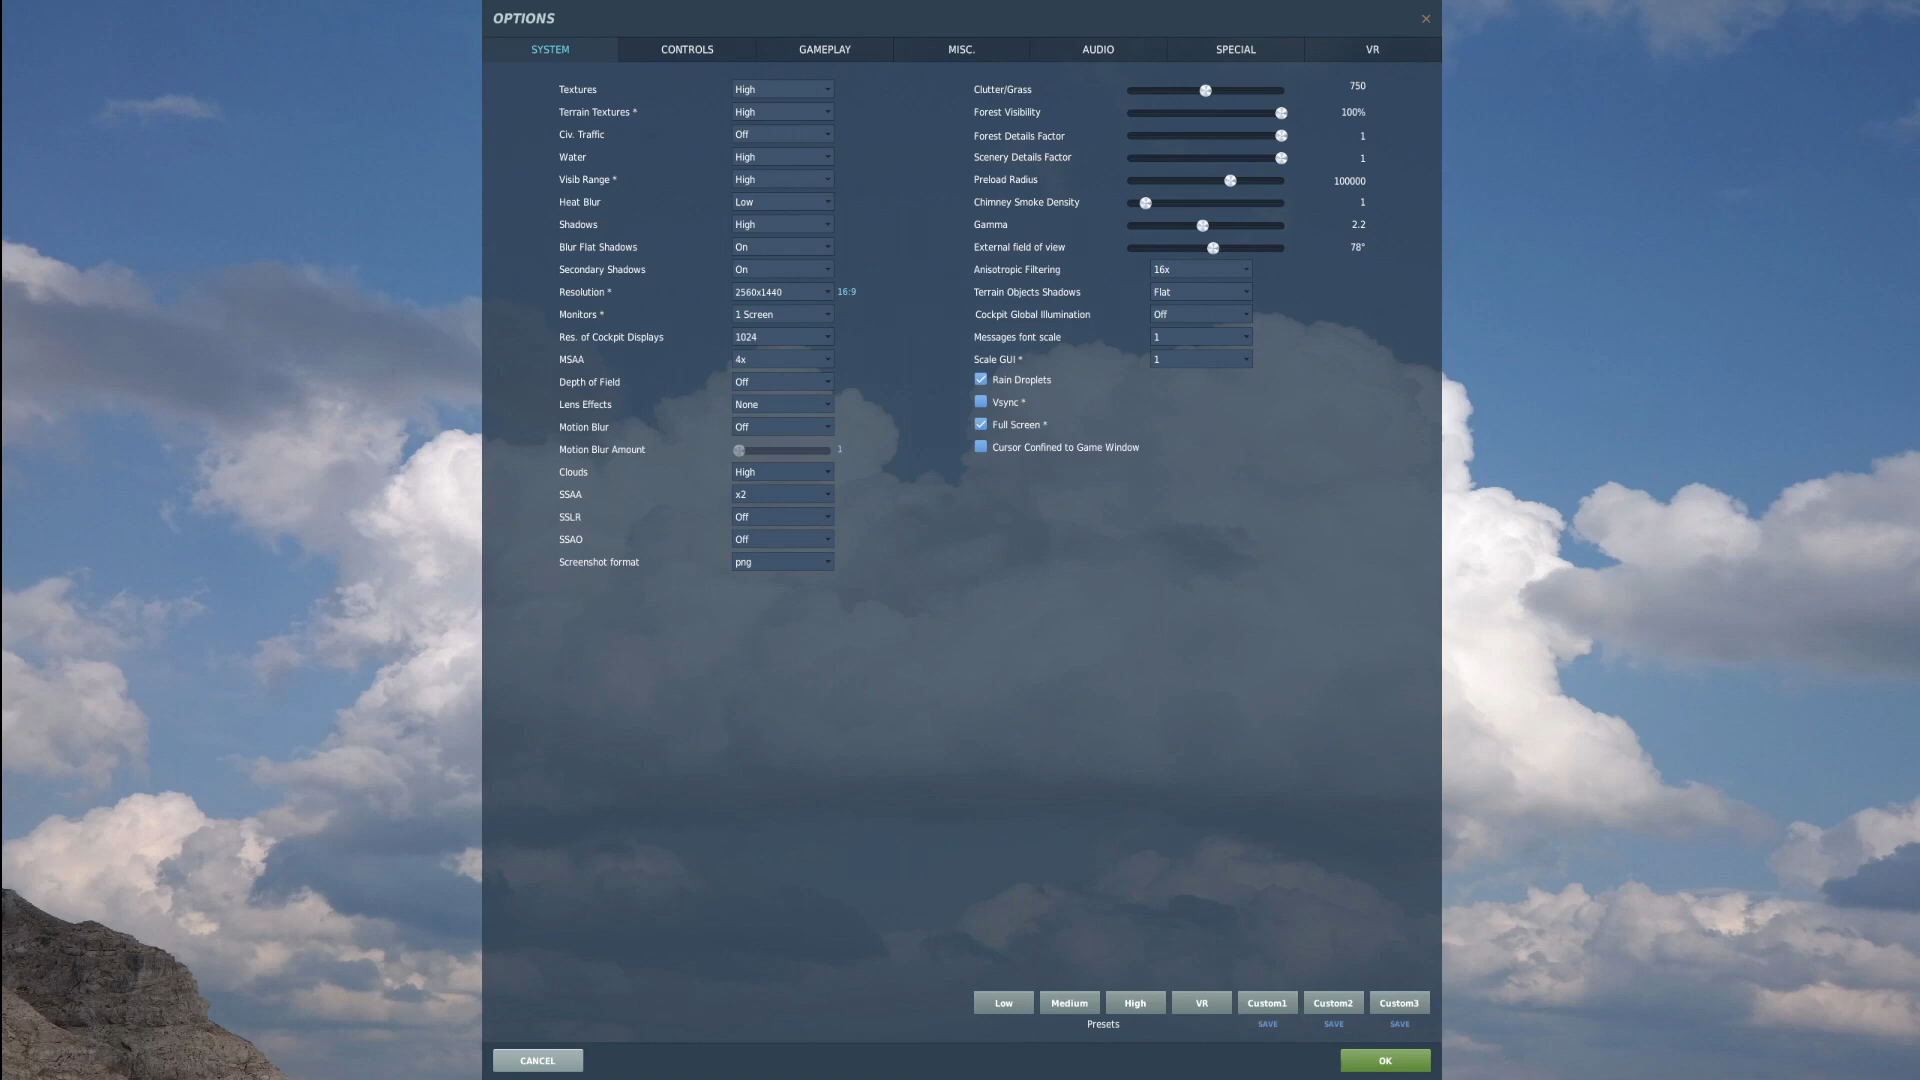 OPTIONS
SYSTEM CONTROLS GAMEPLAY MISC. AUDIO SPECIAL VR
Textures High
Terrain Textures * High
Civ. Traffic Off
Water High
Visib Range * High
Heat Blur Low
Shadows High
Blur Flat Shadows On
Secondary Shadows On
Resolution * 2560x1440 16:9
Monitors * 1 Screen
Res. of Cockpit Displays 1024
MSAA 4x
Depth of Field Off
Lens Effects None
Motion Blur Off
Motion Blur Amount 1
Clouds High
SSAA x2
SSLR Off
SSAO Off
Screenshot format png
Clutter/Grass 750
Forest Visibility 100%
Forest Details Factor 1
Scenery Details Factor 1
Preload Radius 100000
Chimney Smoke Density 1
Gamma 2.2
External field of view 78°
Anisotropic Filtering 16x
Terrain Objects Shadows Flat
Cockpit Global Illumination Off
Messages font scale 1
Scale GUI * 1
Rain Droplets
Vsync *
Full Screen *
Cursor Confined to Game Window
Low Medium High VR Custom1 Custom2 Custom3
Presets SAVE SAVE SAVE
CANCEL OK